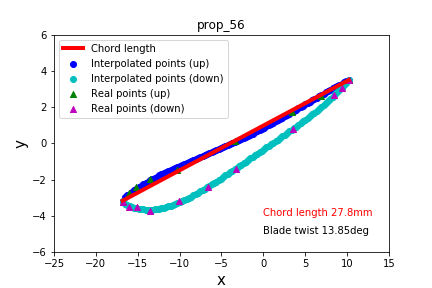 prop_56
Chord length
Interpolated points (up)
Interpolated points (down)
Real points (up)
Real points (down)
6
4
2
0
−2
−4
−6
y
Chord length 27.8mm
Blade twist 13.85deg
−25 −20 −15 −10 −5 0 5 10 15
x